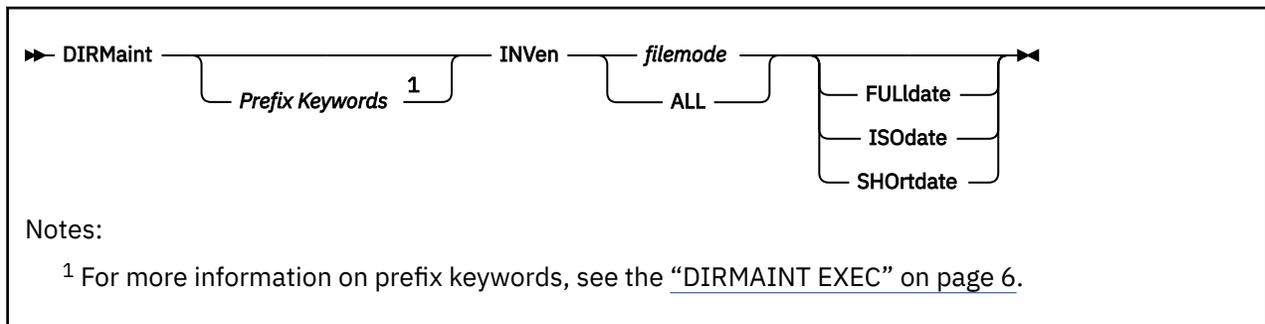 DIRMaint INVen filemode
Prefix Keywords 1 ALL FULldate
ISOdate
SHOrtdate
Notes:
1 For more information on prefix keywords, see the “DIRMAINT EXEC” on page 6.